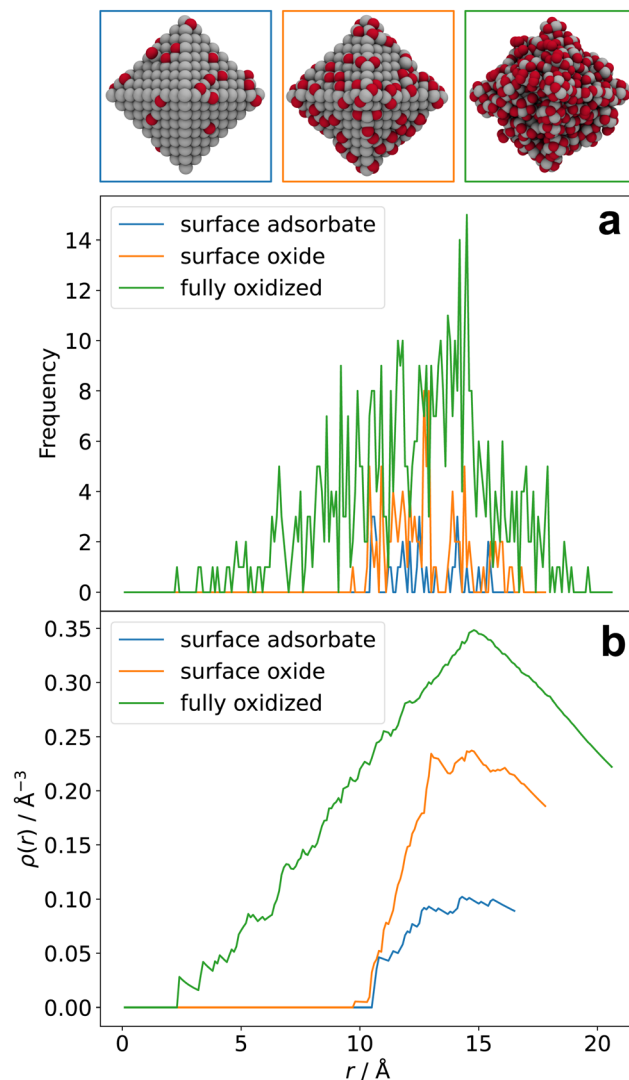 a
surface adsorbate
surface oxide
fully oxidized
14
12
10
8
6
4
2
0
Frequency
b
surface adsorbate
surface oxide
fully oxidized
0.35
0.30
0.25
0.20
0.15
0.10
0.05
0.00
ρ(r) / Å⁻³
0 5 10 15 20
r / Å